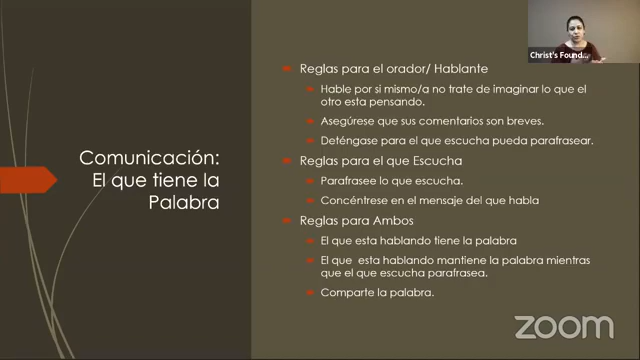 Christ's Found...
Comunicación:
El que tiene la
Palabra
Reglas para el orador/ Hablante
Hable por si mismo/a no trate de imaginar lo que el
otro esta pensando.
Asegúrese que sus comentarios son breves.
Deténgase para el que escucha pueda parafrasear.
Reglas para el que Escucha
Parafrasee lo que escucha.
Concéntrese en el mensaje del que habla
Reglas para Ambos
El que esta hablando tiene la palabra
El que esta hablando mantiene la palabra mientras
que el que escucha parafrasea.
Comparte la palabra.
zoom